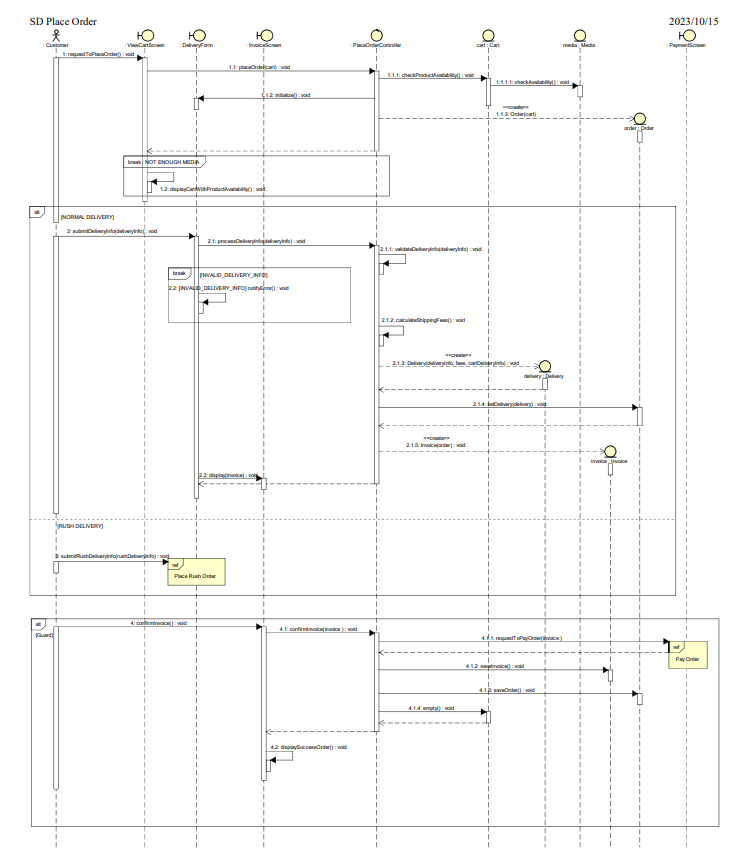 SD Place Order 2023/10/15
: Customer : ViewCartScreen : DeliveryForm : InvoiceScreen : PlaceOrderController cart : Cart media : Media : PaymentScreen
1: requestToPlaceOrder() : void
1.1: placeOrder(cart) : void
1.1.1: checkProductAvailability() : void
1.1.1.1: checkAvailability() : void
1.1.2: initialize() : void
<<create>>
1.1.3: Order(cart)
order : Order
break : NOT ENOUGH MEDIA
1.2: displayCartWithProductAvailability() : void
alt
[NORMAL DELIVERY]
2: submitDeliveryInfo(deliveryInfo) : void
2.1: processDeliveryInfo(deliveryInfo) : void
2.1.1: validateDeliveryInfo(deliveryInfo) : void
break
[INVALID_DELIVERY_INFO]
2.2: [INVALID_DELIVERY_INFO] notifyError() : void
2.1.2: calculateShippingFees() : void
<<create>>
2.1.3: Delivery(deliveryInfo, fees, cartDeliveryInfo) : void
delivery : Delivery
2.1.4: setDelivery(delivery) : void
<<create>>
2.1.5: Invoice(order) : void
invoice : Invoice
2.3: display(invoice) : void
[RUSH DELIVERY]
3: submitRushDeliveryInfo(rushDeliveryInfo) : void
ref
Place Rush Order
alt
[Guard]
4: confirmInvoice() : void
4.1: confirmInvoice(invoice ) : void
4.1.1: requestToPayOrder(invoice )
ref
Pay Order
4.1.2: saveInvoice() : void
4.1.3: saveOrder() : void
4.1.4: empty() : void
4.2: displaySuccessOrder() : void